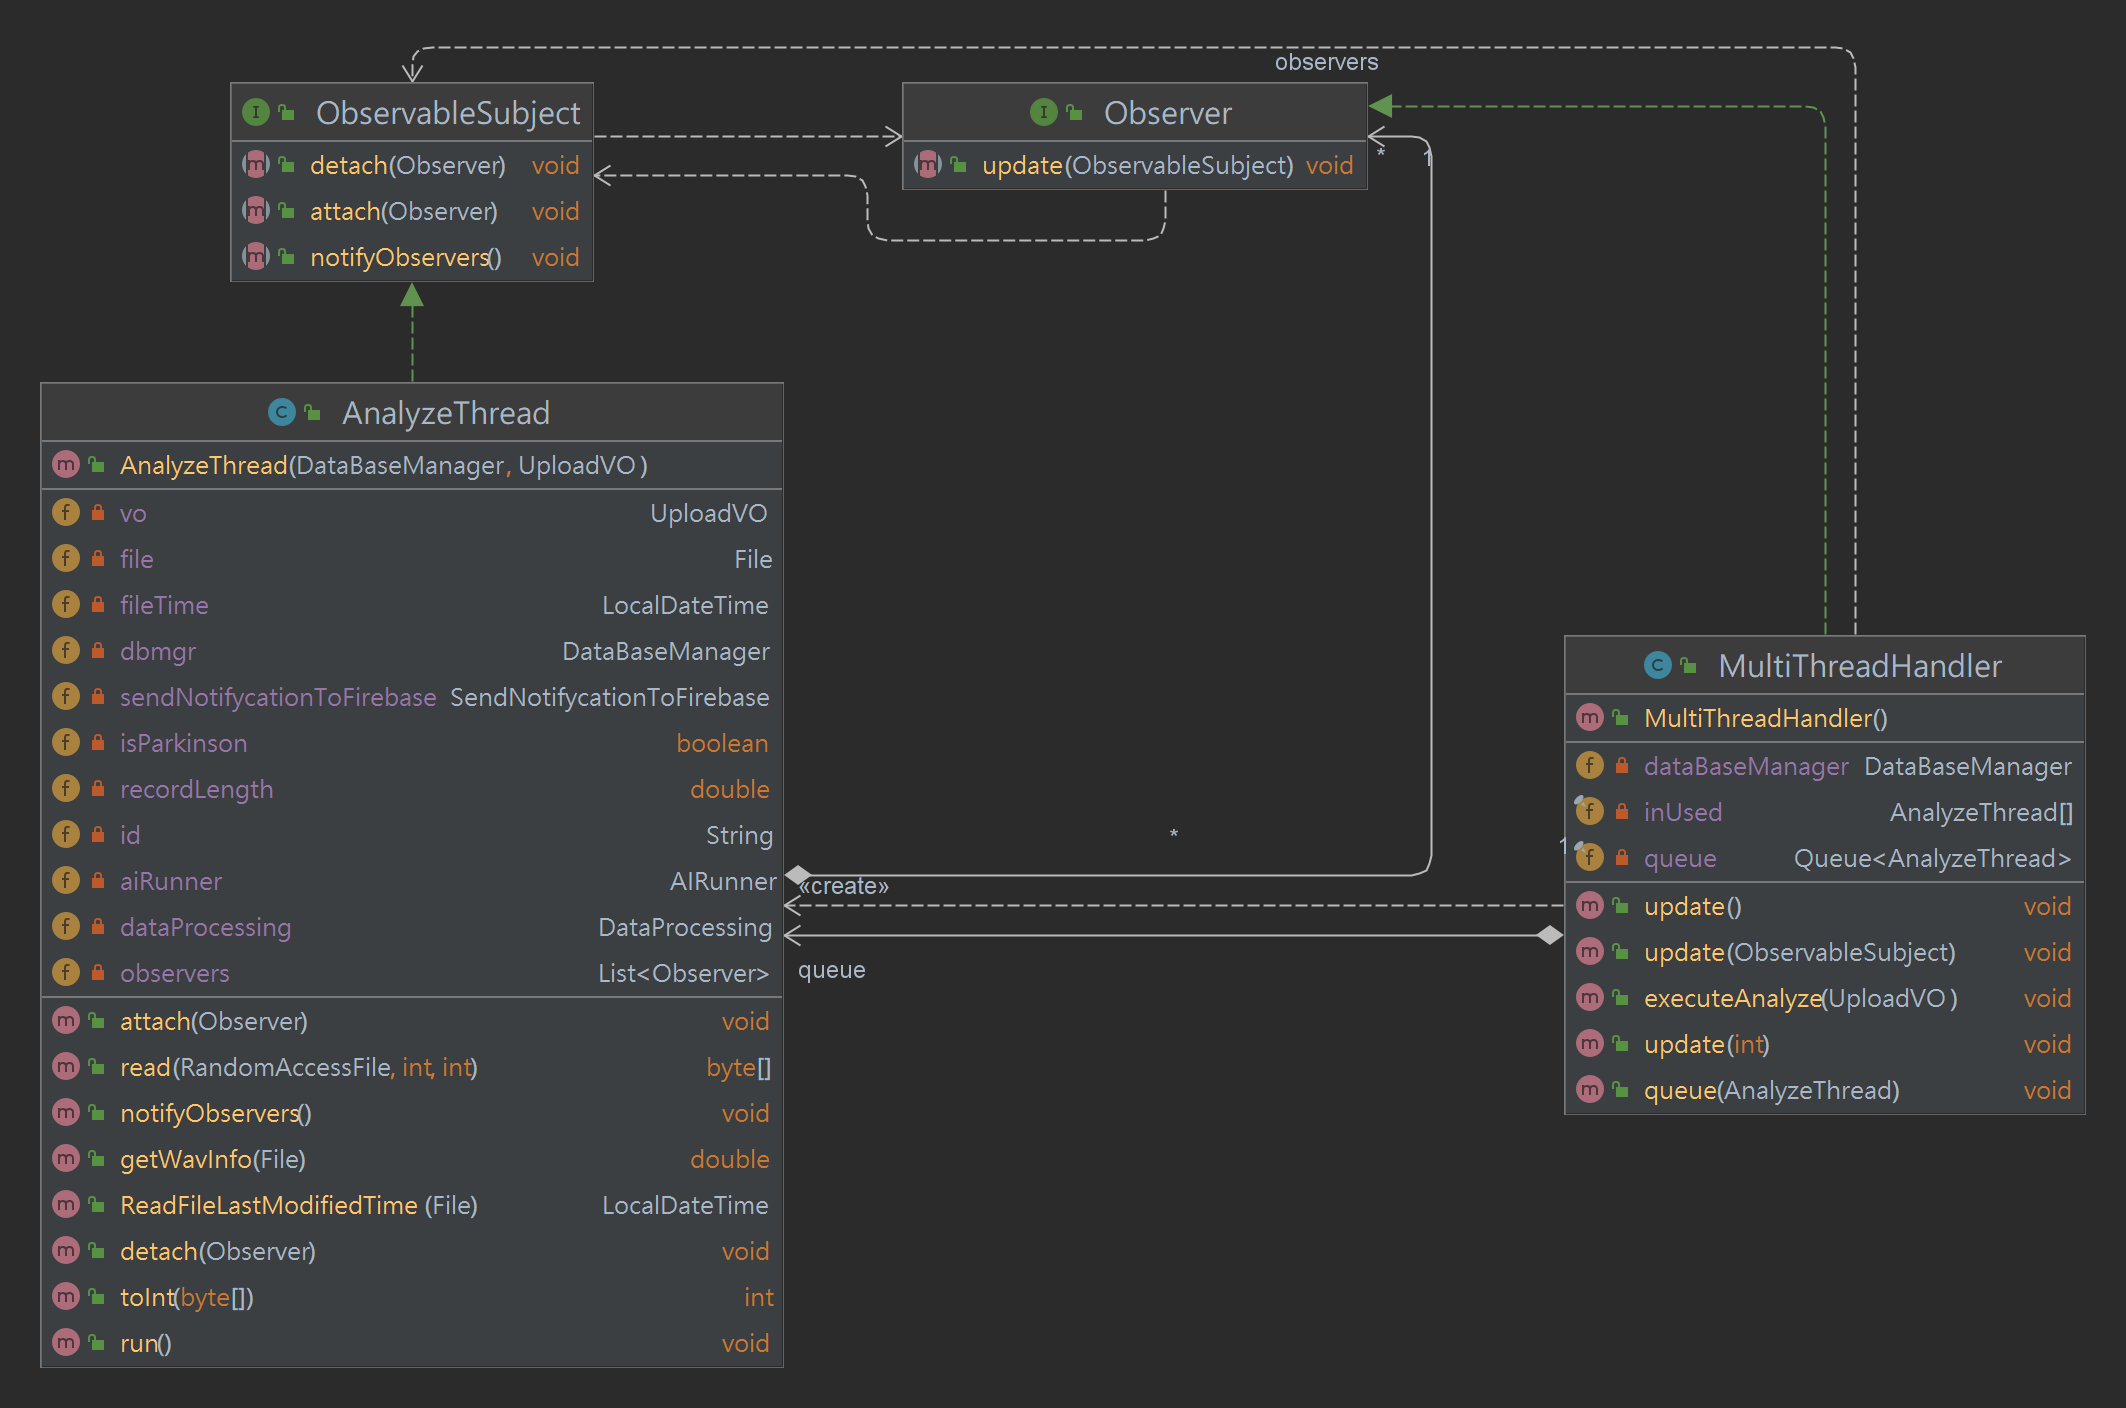 observers
ObservableSubject
detach(Observer) void
attach(Observer) void
notifyObservers() void
Observer
update(ObservableSubject) void
* 1
AnalyzeThread
AnalyzeThread(DataBaseManager, UploadVO)
vo UploadVO
file File
fileTime LocalDateTime
dbmgr DataBaseManager
sendNotifycationToFirebase SendNotifycationToFirebase
isParkinson boolean
recordLength double
id String
aiRunner AIRunner
dataProcessing DataProcessing
observers List<Observer>
attach(Observer) void
read(RandomAccessFile, int, int) byte[]
notifyObservers() void
getWavInfo(File) double
ReadFileLastModifiedTime (File) LocalDateTime
detach(Observer) void
toInt(byte[]) int
run() void
*
«create»
queue
1
MultiThreadHandler
MultiThreadHandler()
dataBaseManager DataBaseManager
inUsed AnalyzeThread[]
queue Queue<AnalyzeThread>
update() void
update(ObservableSubject) void
executeAnalyze(UploadVO) void
update(int) void
queue(AnalyzeThread) void